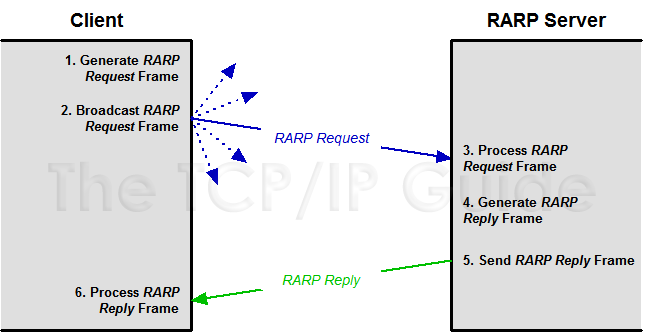 Client
RARP Server
1. Generate RARP
Request Frame
2. Broadcast RARP
Request Frame
RARP Request
3. Process RARP
Request Frame
The TCP/IP Guide
4. Generate RARP
Reply Frame
5. Send RARP Reply Frame
RARP Reply
6. Process RARP
Reply Frame